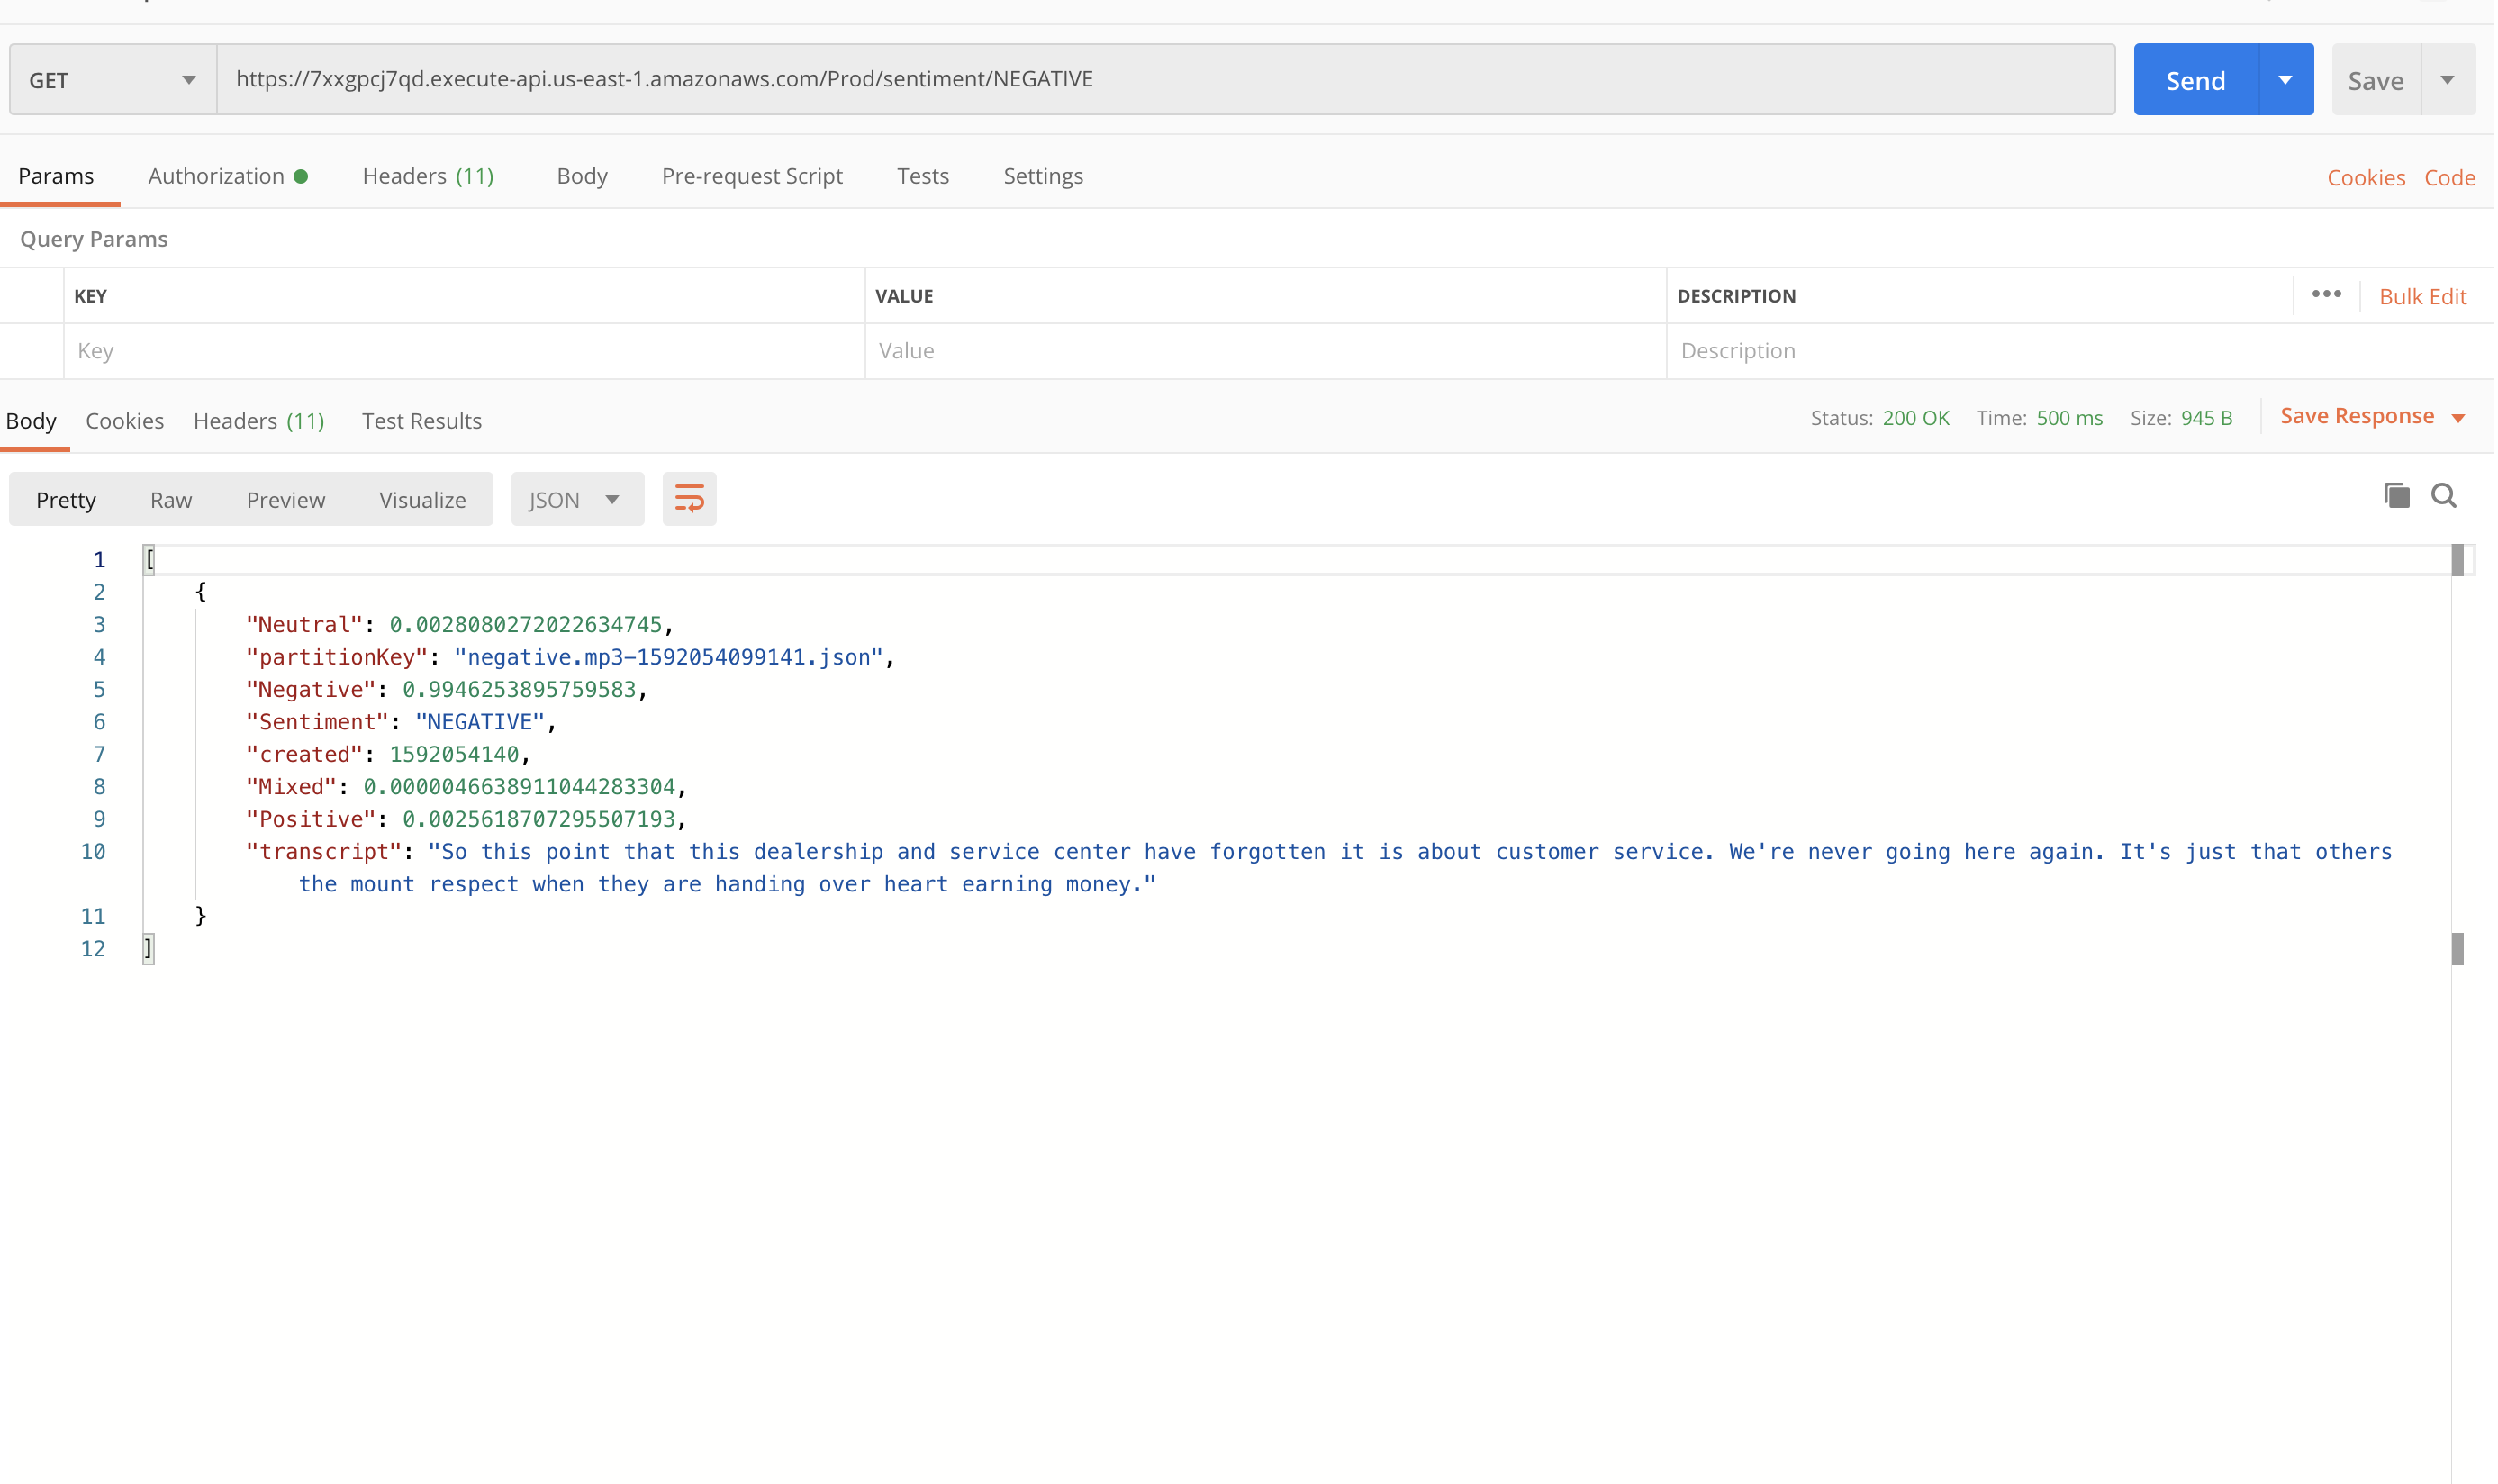 GET
https://7xxgpcj7qd.execute-api.us-east-1.amazonaws.com/Prod/sentiment/NEGATIVE
Send
Save
Params Authorization Headers (11) Body Pre-request Script Tests Settings Cookies Code
Query Params
KEY VALUE DESCRIPTION ••• Bulk Edit
Key Value Description
Body Cookies Headers (11) Test Results Status: 200 OK Time: 500 ms Size: 945 B Save Response
Pretty Raw Preview Visualize JSON
1 [
2 {
3 "Neutral": 0.0028080272022634745,
4 "partitionKey": "negative.mp3-1592054099141.json",
5 "Negative": 0.9946253895759583,
6 "Sentiment": "NEGATIVE",
7 "created": 1592054140,
8 "Mixed": 0.0000046638911044283304,
9 "Positive": 0.0025618707295507193,
10 "transcript": "So this point that this dealership and service center have forgotten it is about customer service. We're never going here again. It's just that others
the mount respect when they are handing over heart earning money."
11 }
12 ]